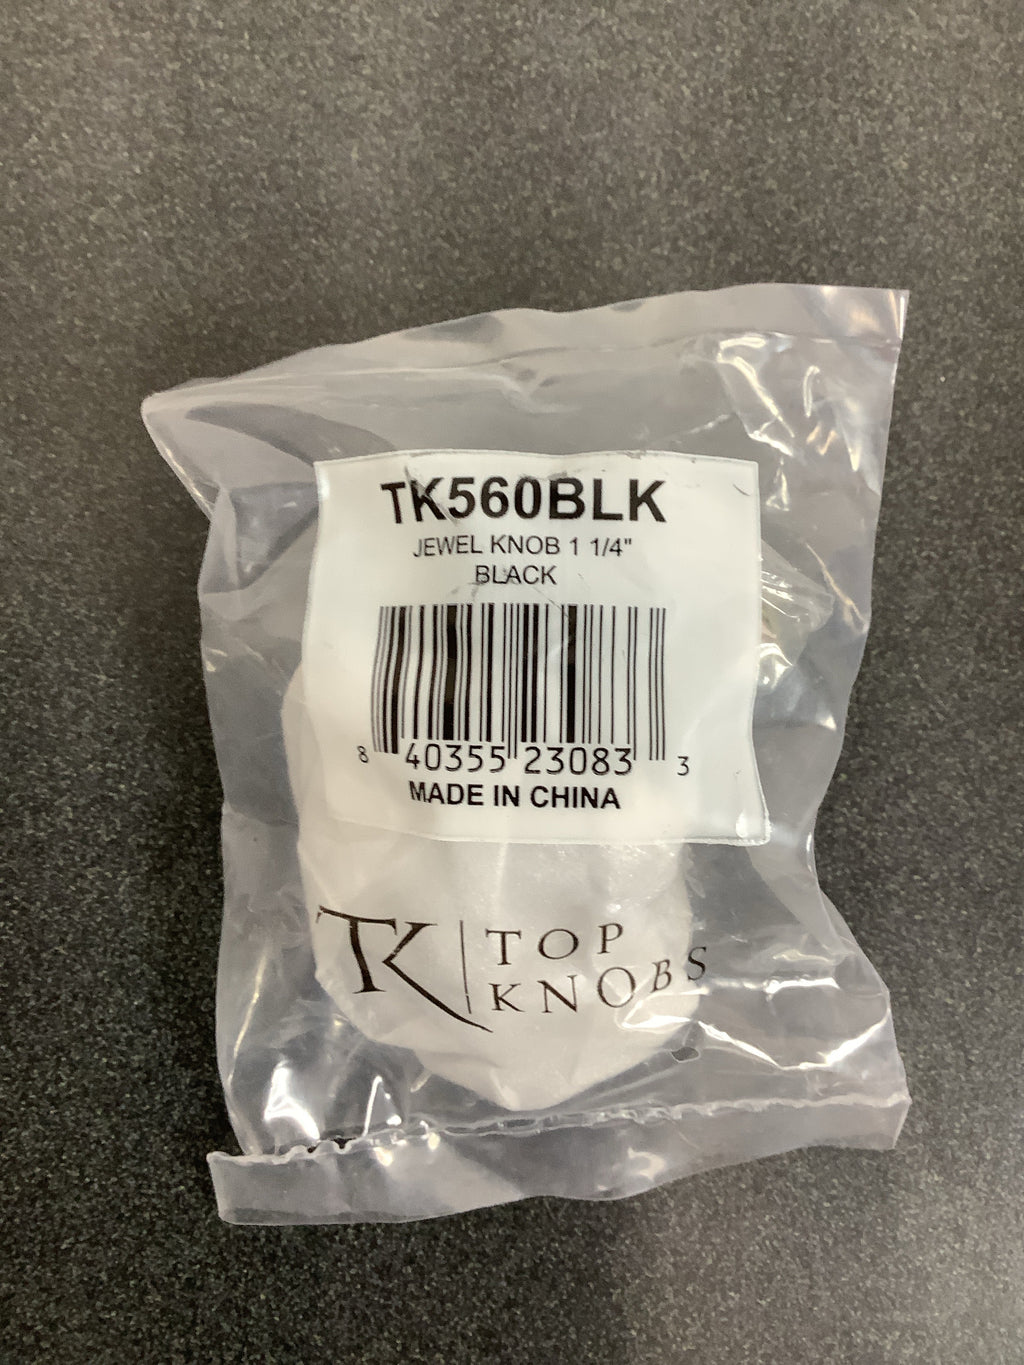 TK560BLK
JEWEL KNOB 1 1/4"
BLACK
8 40355 23083 3
MADE IN CHINA
TK TOP
KNOBS